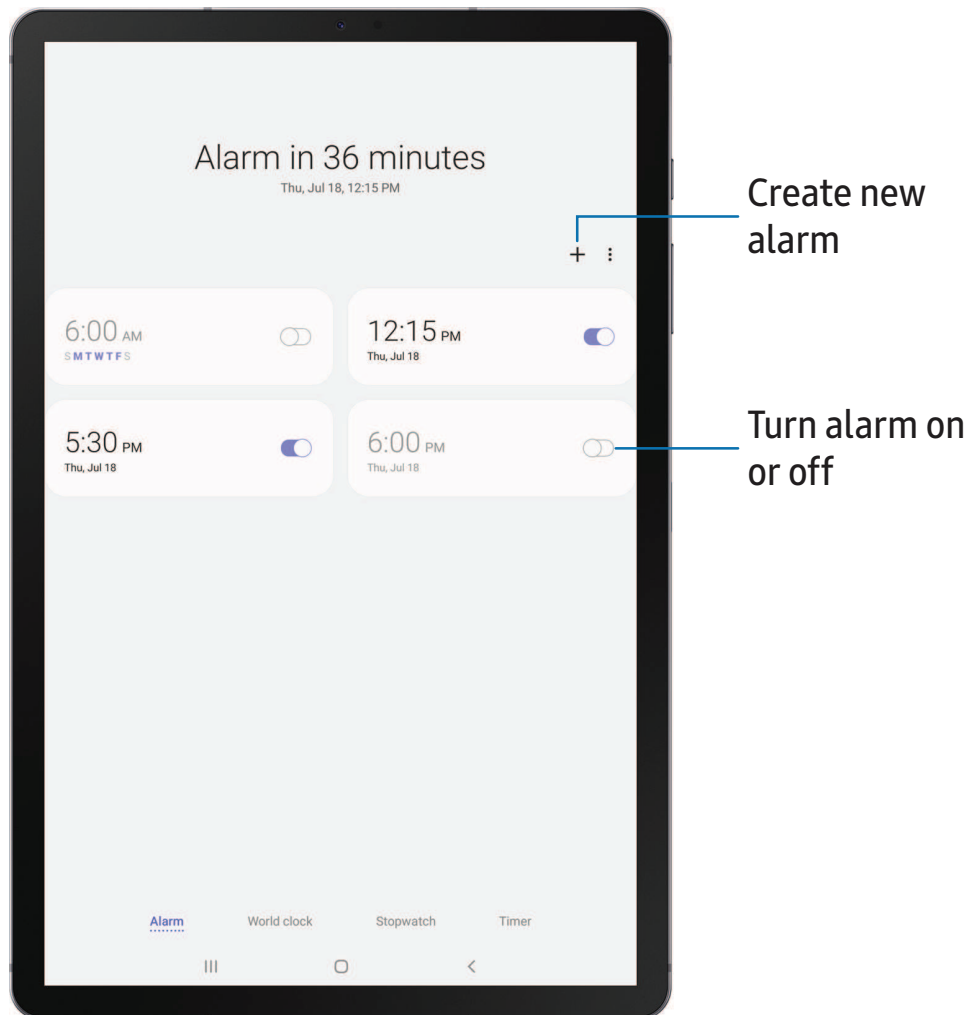 Alarm in 36 minutes
Thu, Jul 18, 12:15 PM
Create new
alarm
6:00 AM
SMTWTFS
12:15 PM
Thu, Jul 18
5:30 PM
Thu, Jul 18
6:00 PM
Thu, Jul 18
Turn alarm on
or off
Alarm World clock Stopwatch Timer